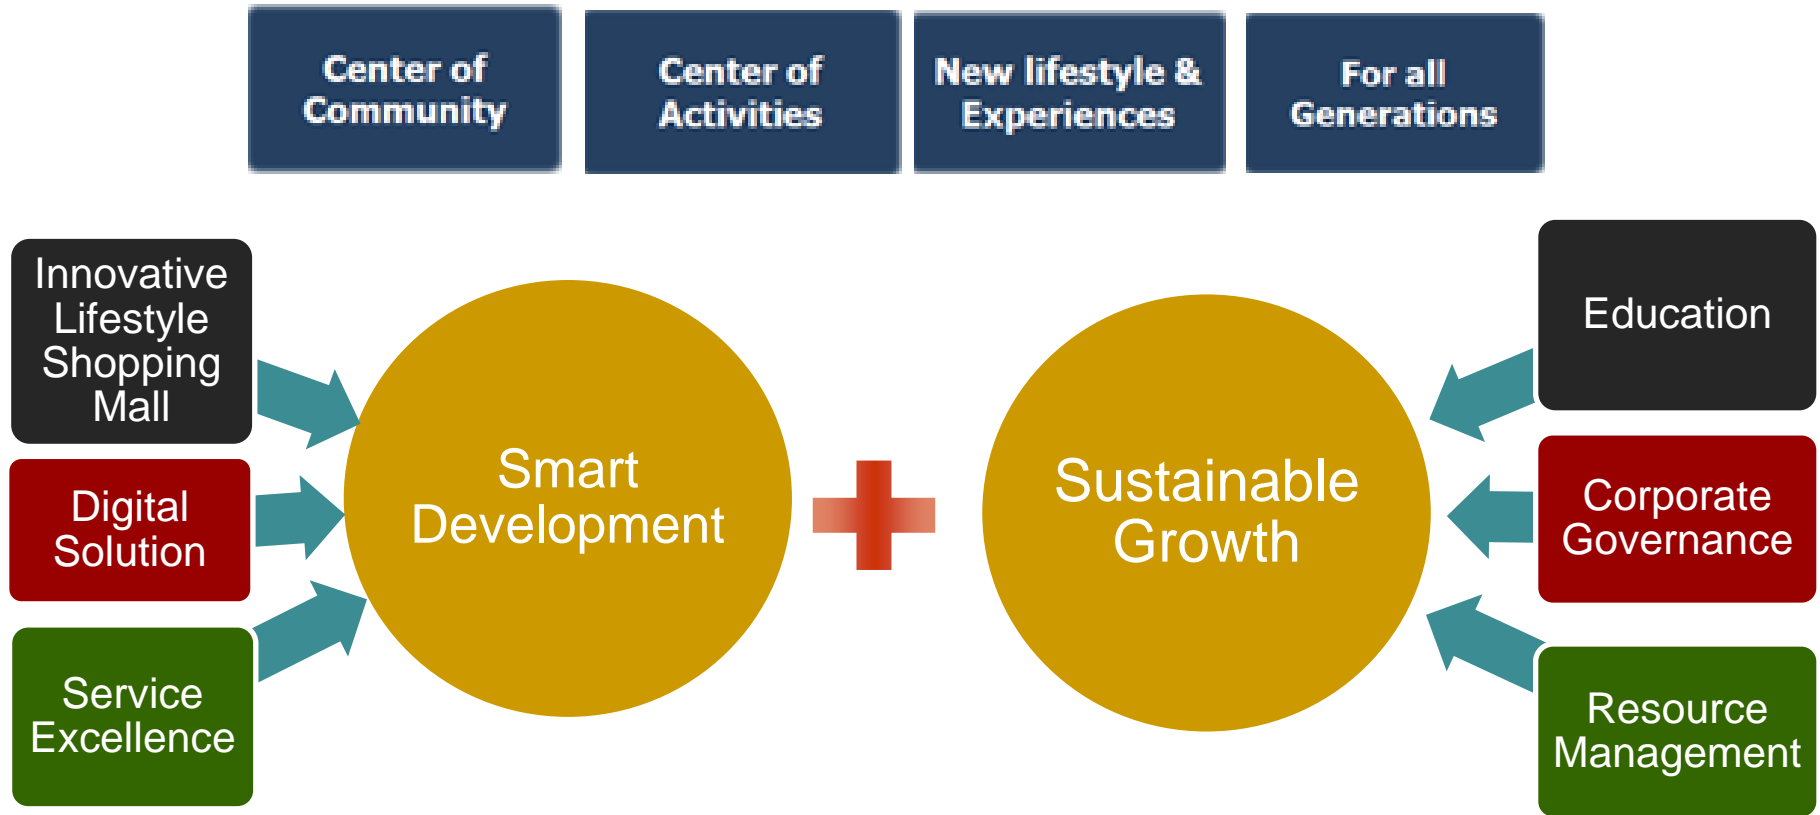 Center of
Community
Center of
Activities
New lifestyle &
Experiences
For all
Generations
Innovative
Lifestyle
Shopping
Mall
Digital
Solution
Service
Excellence
Smart
Development
Sustainable
Growth
Education
Corporate
Governance
Resource
Management